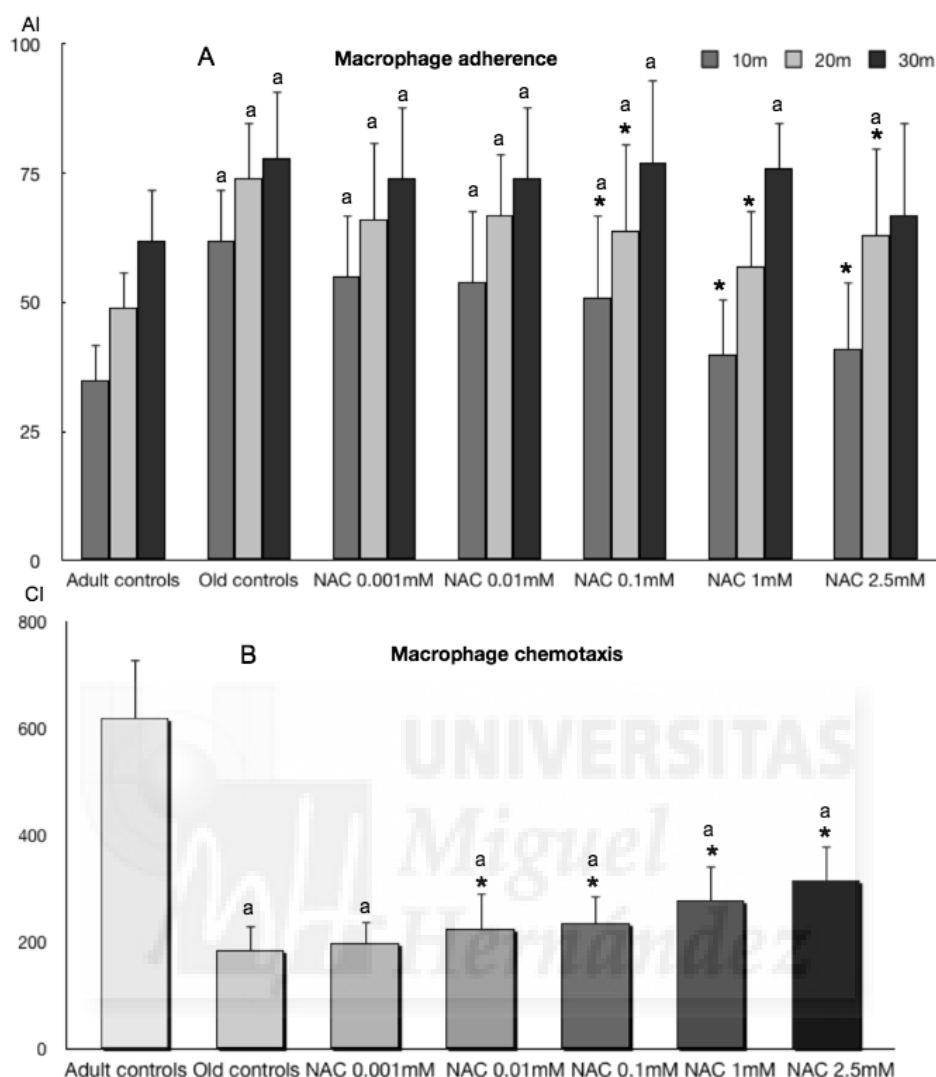 AI
100
A
Macrophage adherence
10m 20m 30m
a
a
a
a
a
a
a
a
a
a
a
*
a
*
a
*
a
*
a
*
75
50
25
0
Adult controls Old controls NAC 0.001mM NAC 0.01mM NAC 0.1mM NAC 1mM NAC 2.5mM
CI
800
B
Macrophage chemotaxis
600
UNIVERSITAS
Miguel
Hernández
400
a
a
a
*
a
*
a
*
a
*
200
0
Adult controls Old controls NAC 0.001mM NAC 0.01mM NAC 0.1mM NAC 1mM NAC 2.5mM